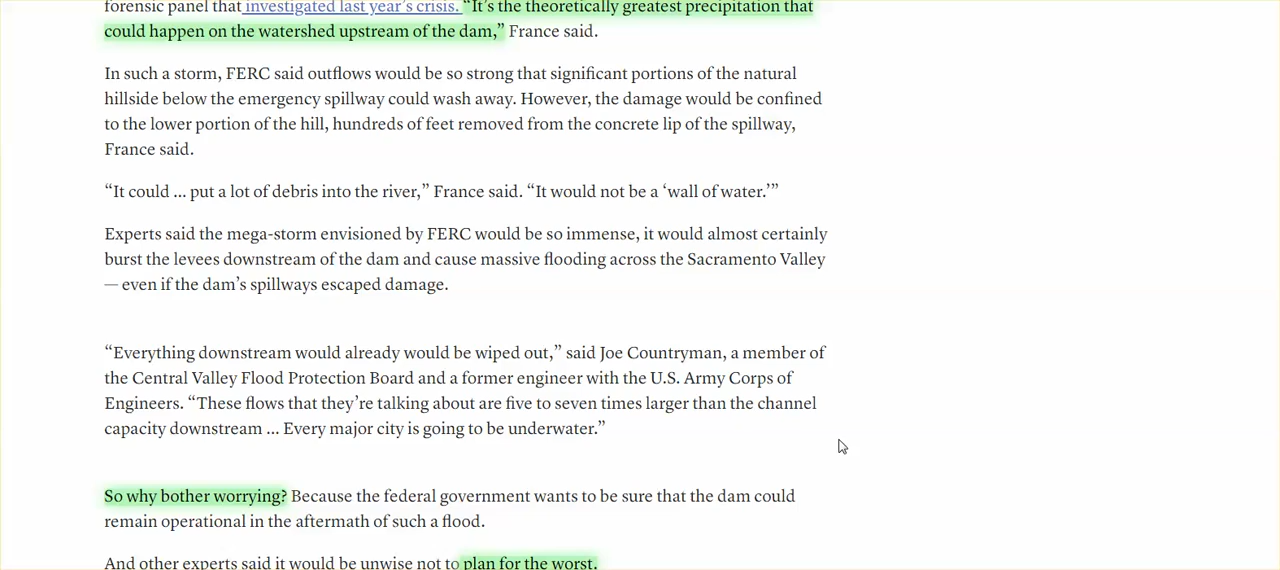 forensic panel that investigated last year’s crisis. “It’s the theoretically greatest precipitation that
could happen on the watershed upstream of the dam,” France said.
In such a storm, FERC said outflows would be so strong that significant portions of the natural
hillside below the emergency spillway could wash away. However, the damage would be confined
to the lower portion of the hill, hundreds of feet removed from the concrete lip of the spillway,
France said.
“It could ... put a lot of debris into the river,” France said. “It would not be a ‘wall of water.’”
Experts said the mega-storm envisioned by FERC would be so immense, it would almost certainly
burst the levees downstream of the dam and cause massive flooding across the Sacramento Valley
— even if the dam’s spillways escaped damage.
“Everything downstream would already would be wiped out,” said Joe Countryman, a member of
the Central Valley Flood Protection Board and a former engineer with the U.S. Army Corps of
Engineers. “These flows that they’re talking about are five to seven times larger than the channel
capacity downstream ... Every major city is going to be underwater.”
So why bother worrying? Because the federal government wants to be sure that the dam could
remain operational in the aftermath of such a flood.
And other experts said it would be unwise not to plan for the worst.